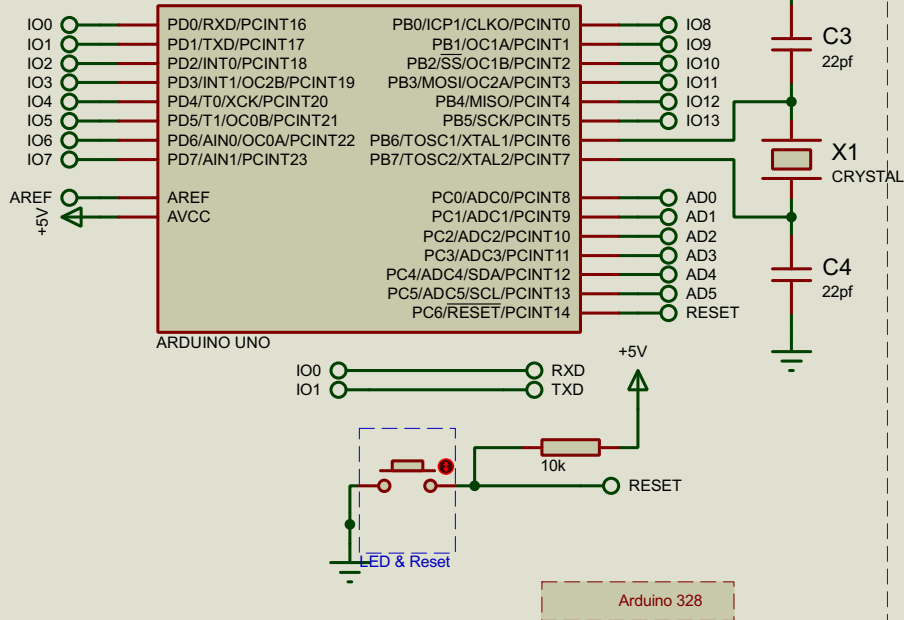 IO0 PD0/RXD/PCINT16 PB0/ICP1/CLKO/PCINT0 IO8
IO1 PD1/TXD/PCINT17 PB1/OC1A/PCINT1 IO9
IO2 PD2/INT0/PCINT18 PB2/SS/OC1B/PCINT2 IO10
IO3 PD3/INT1/OC2B/PCINT19 PB3/MOSI/OC2A/PCINT3 IO11
IO4 PD4/T0/XCK/PCINT20 PB4/MISO/PCINT4 IO12
IO5 PD5/T1/OC0B/PCINT21 PB5/SCK/PCINT5 IO13
IO6 PD6/AIN0/OC0A/PCINT22 PB6/TOSC1/XTAL1/PCINT6
IO7 PD7/AIN1/PCINT23 PB7/TOSC2/XTAL2/PCINT7
AREF AREF PC0/ADC0/PCINT8 AD0
+5V AVCC PC1/ADC1/PCINT9 AD1
PC2/ADC2/PCINT10 AD2
PC3/ADC3/PCINT11 AD3
PC4/ADC4/SDA/PCINT12 AD4
PC5/ADC5/SCL/PCINT13 AD5
PC6/RESET/PCINT14 RESET
ARDUINO UNO
C3
22pf
X1
CRYSTAL
C4
22pf
IO0 RXD
IO1 TXD
+5V
10k
RESET
LED & Reset
Arduino 328